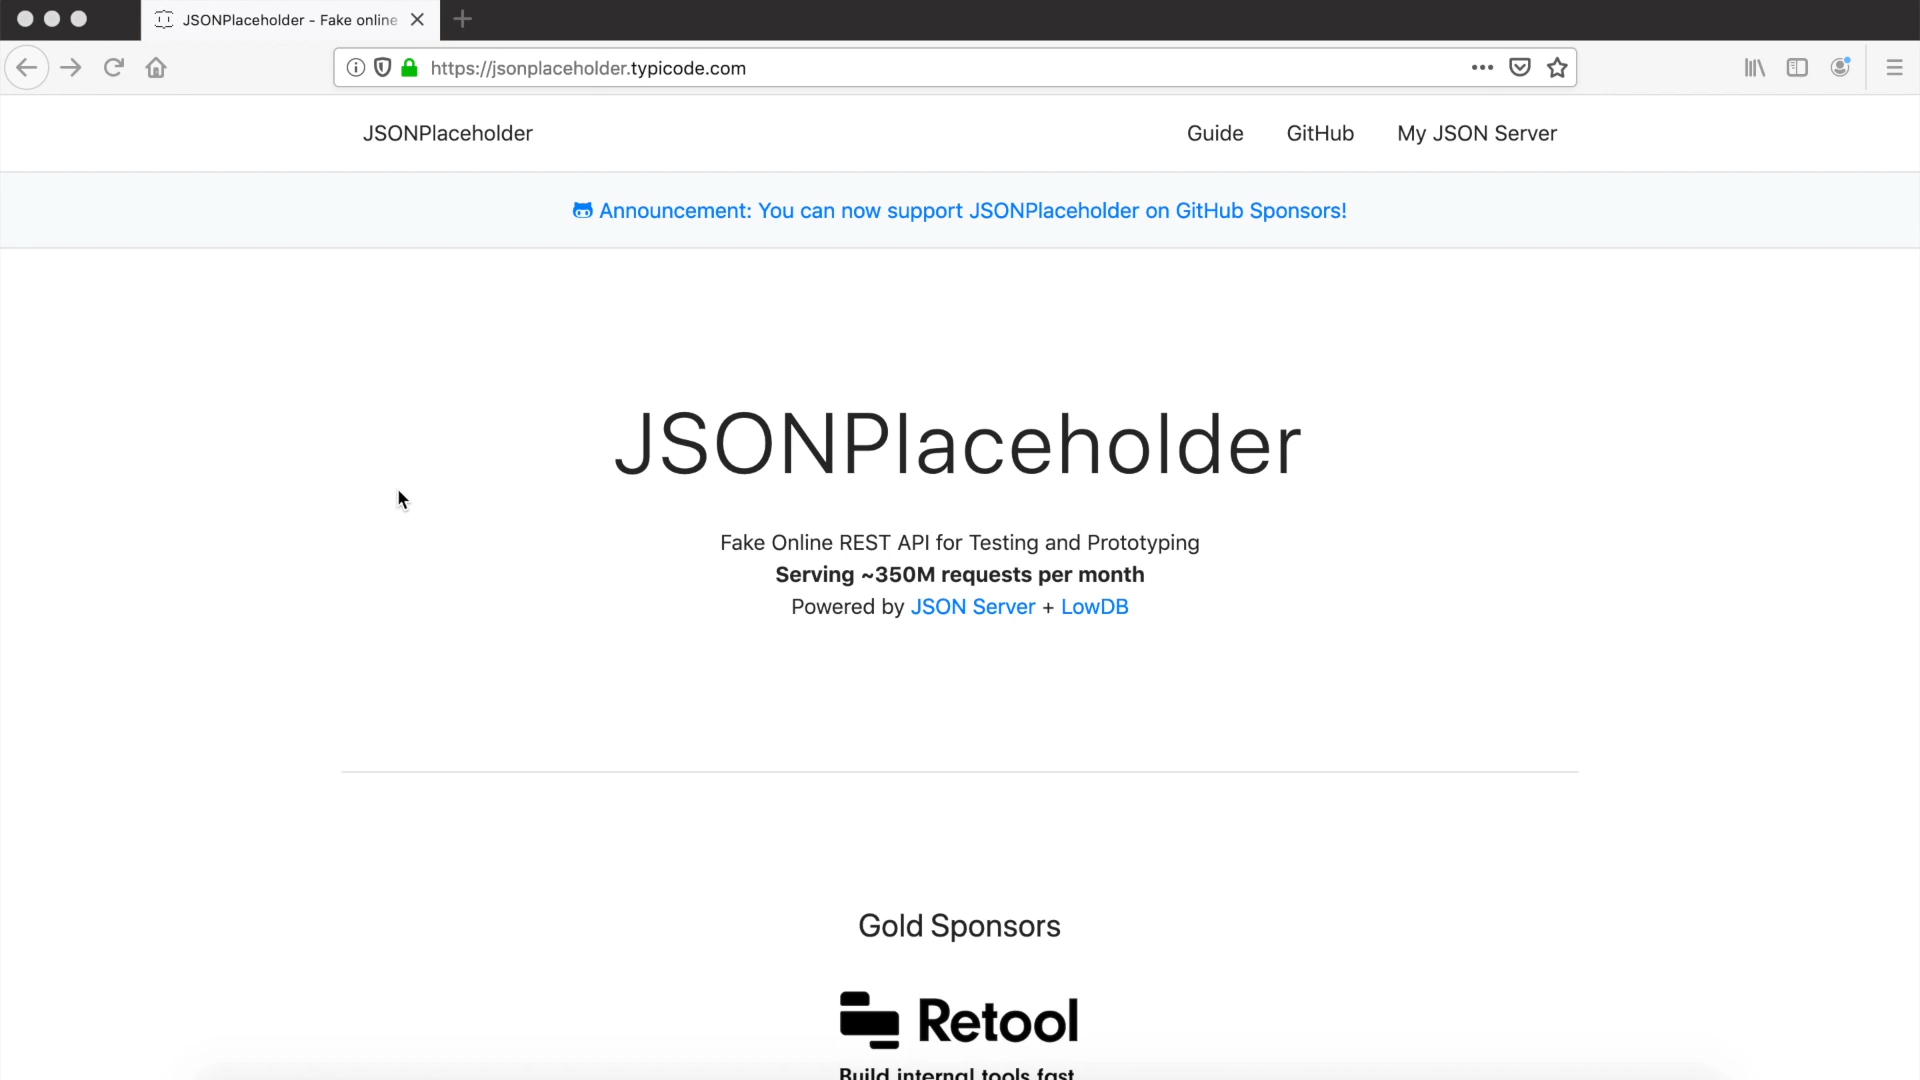 JSONPlaceholder - Fake online
https://jsonplaceholder.typicode.com
JSONPlaceholder
Guide
GitHub
My JSON Server
Announcement: You can now support JSONPlaceholder on GitHub Sponsors!
JSONPlaceholder
Fake Online REST API for Testing and Prototyping
Serving ~350M requests per month
Powered by JSON Server + LowDB
Gold Sponsors
Retool
Build internal tools fast